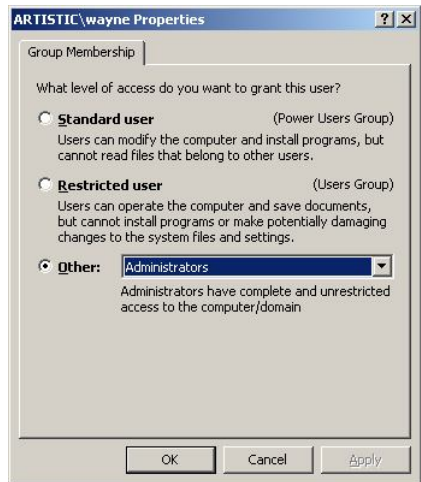 ARTISTIC\wayne Properties
Group Membership
What level of access do you want to grant this user?
Standard user (Power Users Group)
Users can modify the computer and install programs, but
cannot read files that belong to other users.
Restricted user (Users Group)
Users can operate the computer and save documents,
but cannot install programs or make potentially damaging
changes to the system files and settings.
Other: Administrators
Administrators have complete and unrestricted
access to the computer/domain
OK Cancel Apply